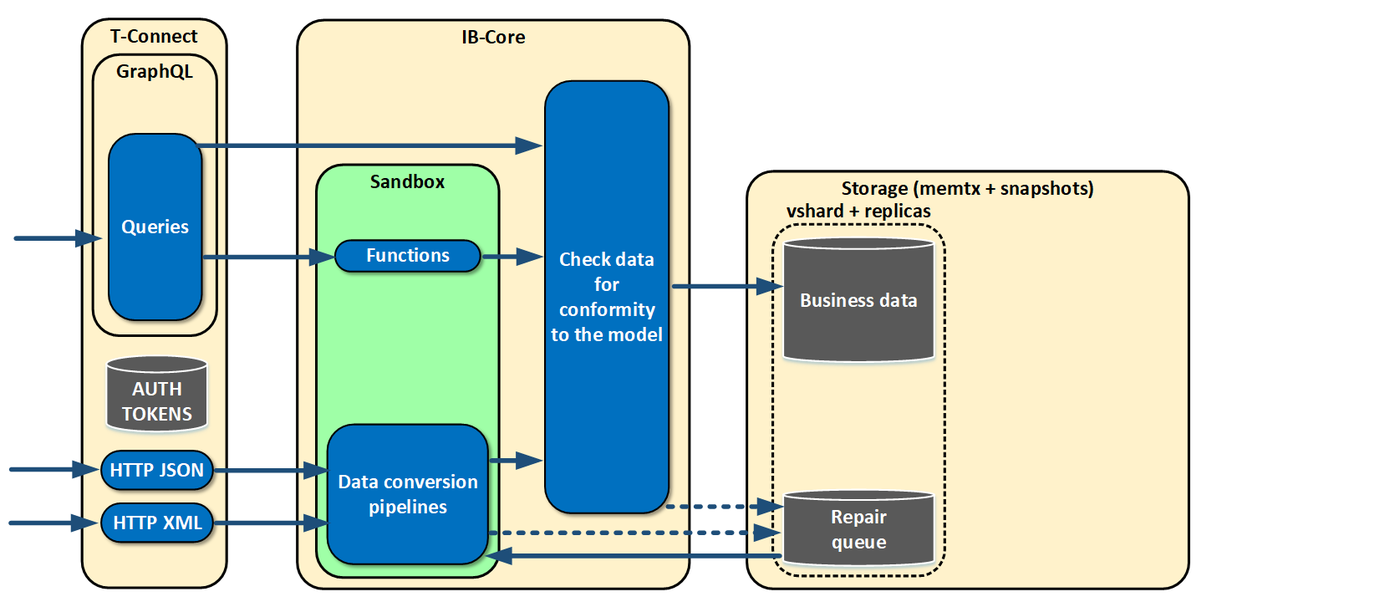 T-Connect
GraphQL
Queries
AUTH
TOKENS
HTTP JSON
HTTP XML
IB-Core
Sandbox
Functions
Data conversion
pipelines
Check data
for
conformity
to the model
Storage (memtx + snapshots)
vshard + replicas
Business data
Repair
queue